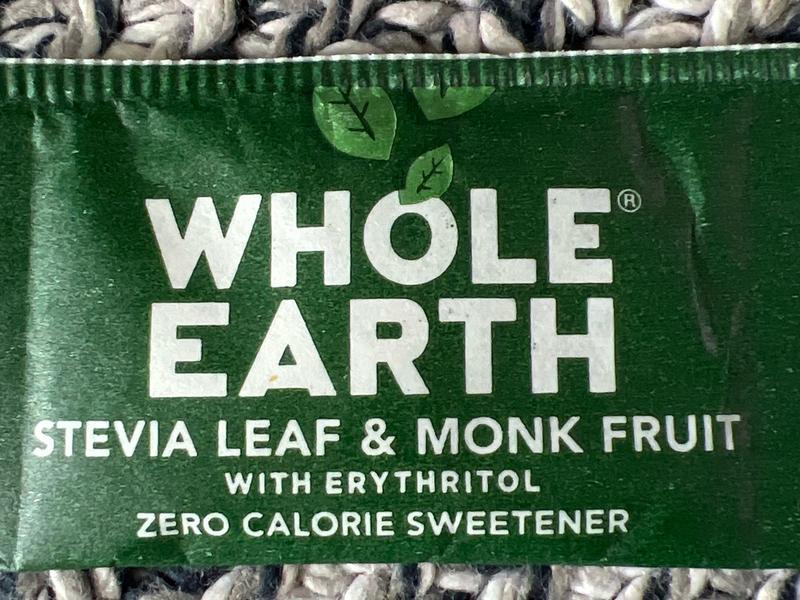 WHOLE®
EARTH
STEVIA LEAF & MONK FRUIT
WITH ERYTHRITOL
ZERO CALORIE SWEETENER